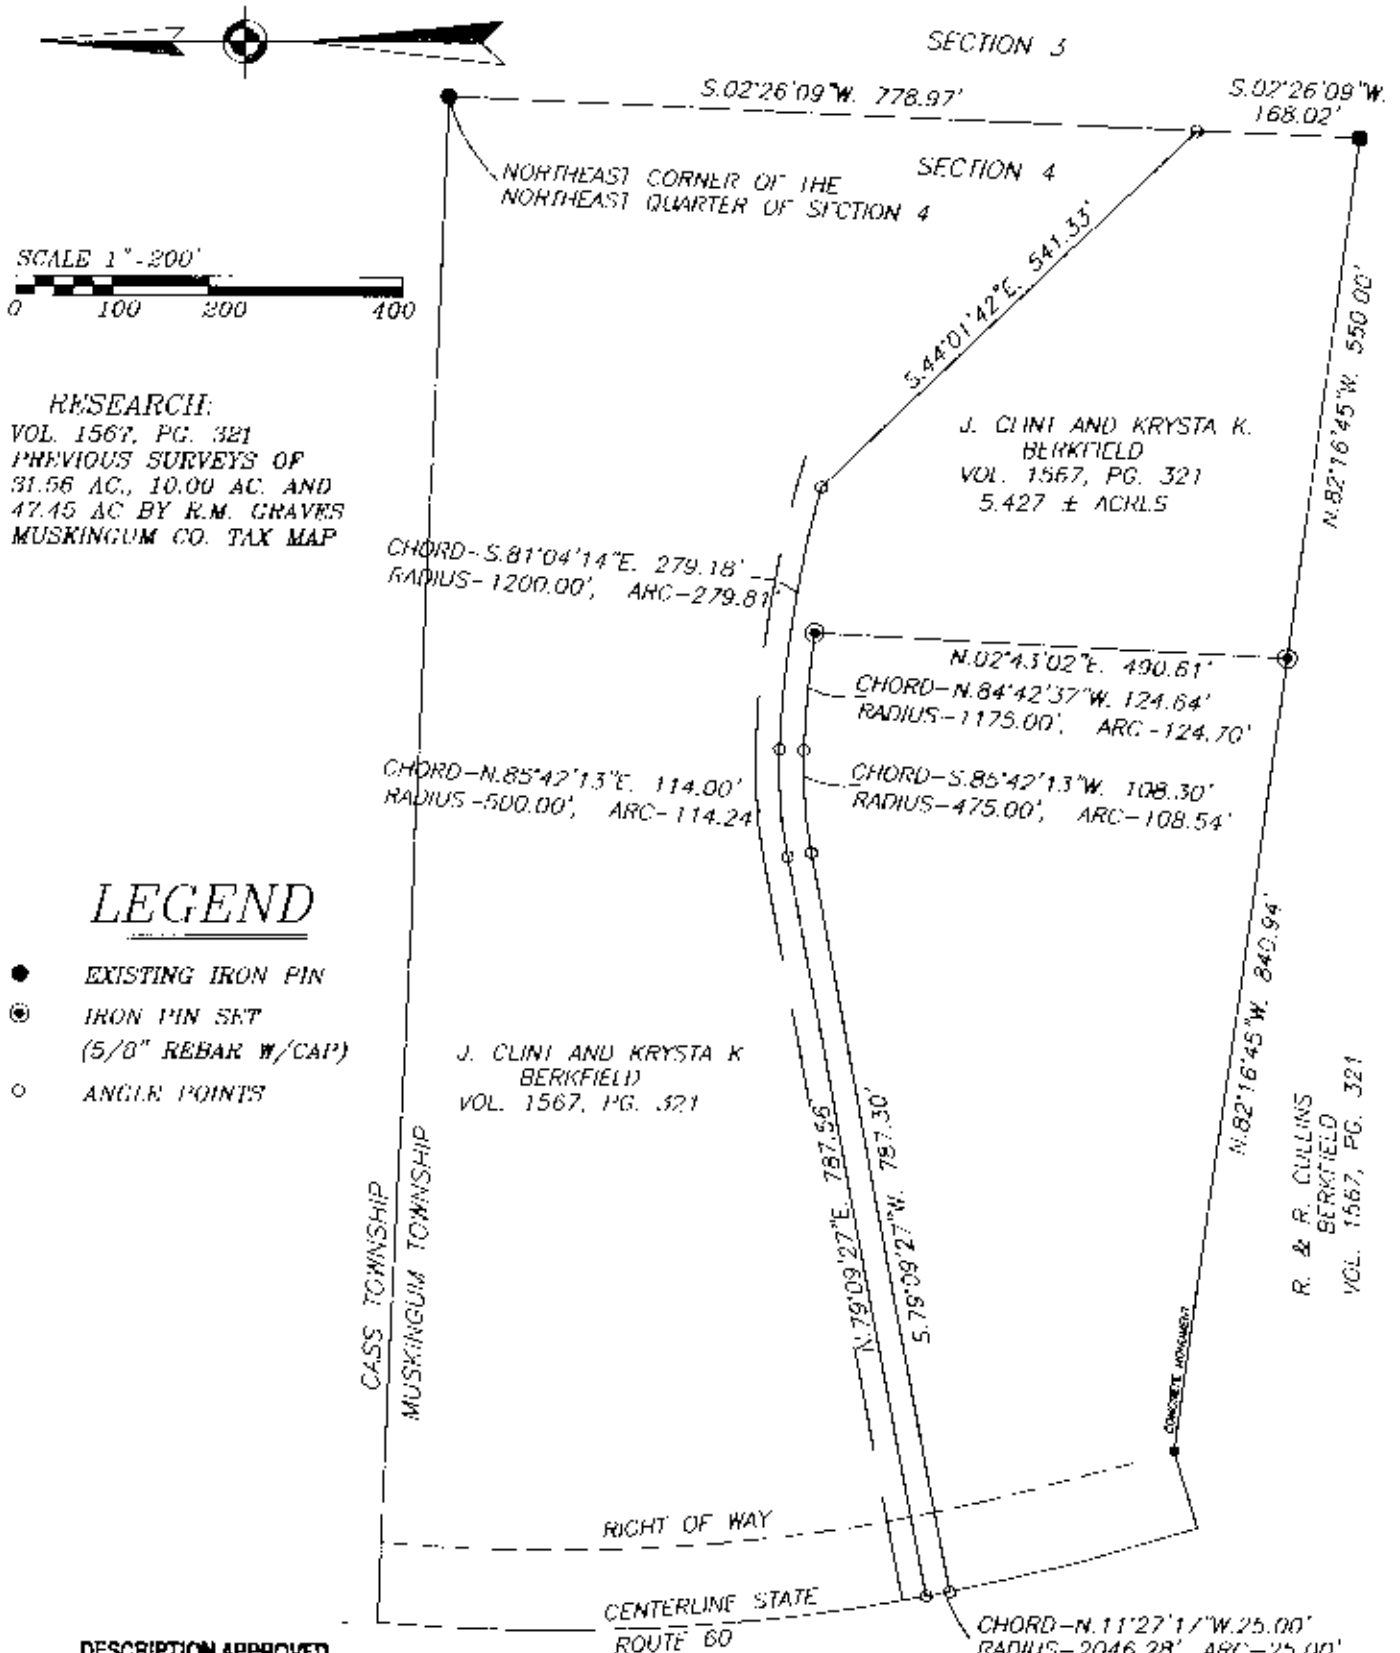 SECTION 3
S.02°26'09"W. 778.97'
S.02°26'09"W.
168.02'
NORTHEAST CORNER OF THE
NORTHEAST QUARTER OF SECTION 4
SECTION 4
SCALE 1"-200'
0 100 200 400
S.44°01'42"E. 541.33'
N.82°16'45"W. 550.00'
RESEARCH:
VOL. 1567, PG. 321
PREVIOUS SURVEYS OF
31.56 AC., 10.00 AC. AND
47.45 AC BY R.M. GRAVES
MUSKINGUM CO. TAX MAP
J. CLINT AND KRYSTA K.
BERKFIELD
VOL. 1567, PG. 321
5.427 ± ACRES
CHORD-S.81°04'14"E. 279.18'
RADIUS-1200.00', ARC-279.81'
N.02°43'02"E. 490.61'
CHORD-N.84°42'37"W. 124.64'
RADIUS-1175.00', ARC-124.70'
CHORD-N.85°42'13"E. 114.00'
RADIUS-500.00', ARC-114.24'
CHORD-S.85°42'13"W. 108.30'
RADIUS-475.00', ARC-108.54'
LEGEND
EXISTING IRON PIN
IRON PIN SET
(5/8" REBAR W/CAP)
ANGLE POINTS
J. CLINT AND KRYSTA K
BERKFIELD
VOL. 1567, PG. 321
N.82°16'45"W. 840.94'
N.79°09'27"E. 787.56'
S.79°09'27"W. 787.30'
R. & R. CULLINS
BERKFIELD
VOL. 1567, PG. 321
CASS TOWNSHIP
MUSKINGUM TOWNSHIP
CONCRETE MONUMENT
RIGHT OF WAY
CENTERLINE STATE
ROUTE 60
CHORD-N.11°27'17"W.25.00'
RADIUS-2046.28', ARC-25.00'
DESCRIPTION APPROVED